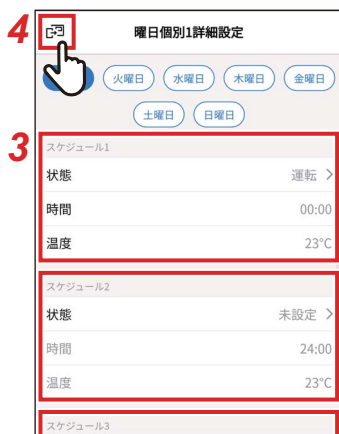 4
曜日個別1詳細設定
火曜日 水曜日 木曜日 金曜日
土曜日 日曜日
3
スケジュール1
状態 運転 >
時間 00:00
温度 23℃
スケジュール2
状態 未設定 >
時間 24:00
温度 23℃
スケジュール3